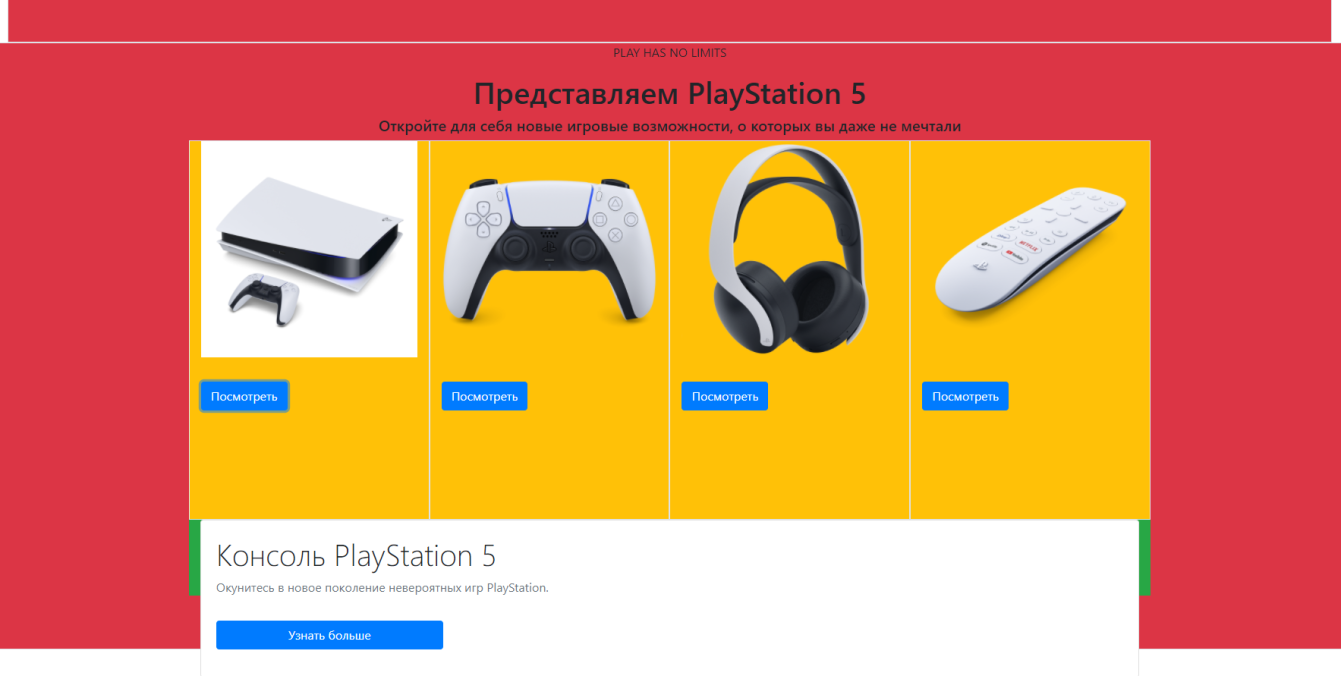 PLAY HAS NO LIMITS
Представляем PlayStation 5
Откройте для себя новые игровые возможности, о которых вы даже не мечтали
NETFLIX
Посмотреть
Посмотреть
Посмотреть
Посмотреть
Консоль PlayStation 5
Окунитесь в новое поколение невероятных игр PlayStation.
Узнать больше